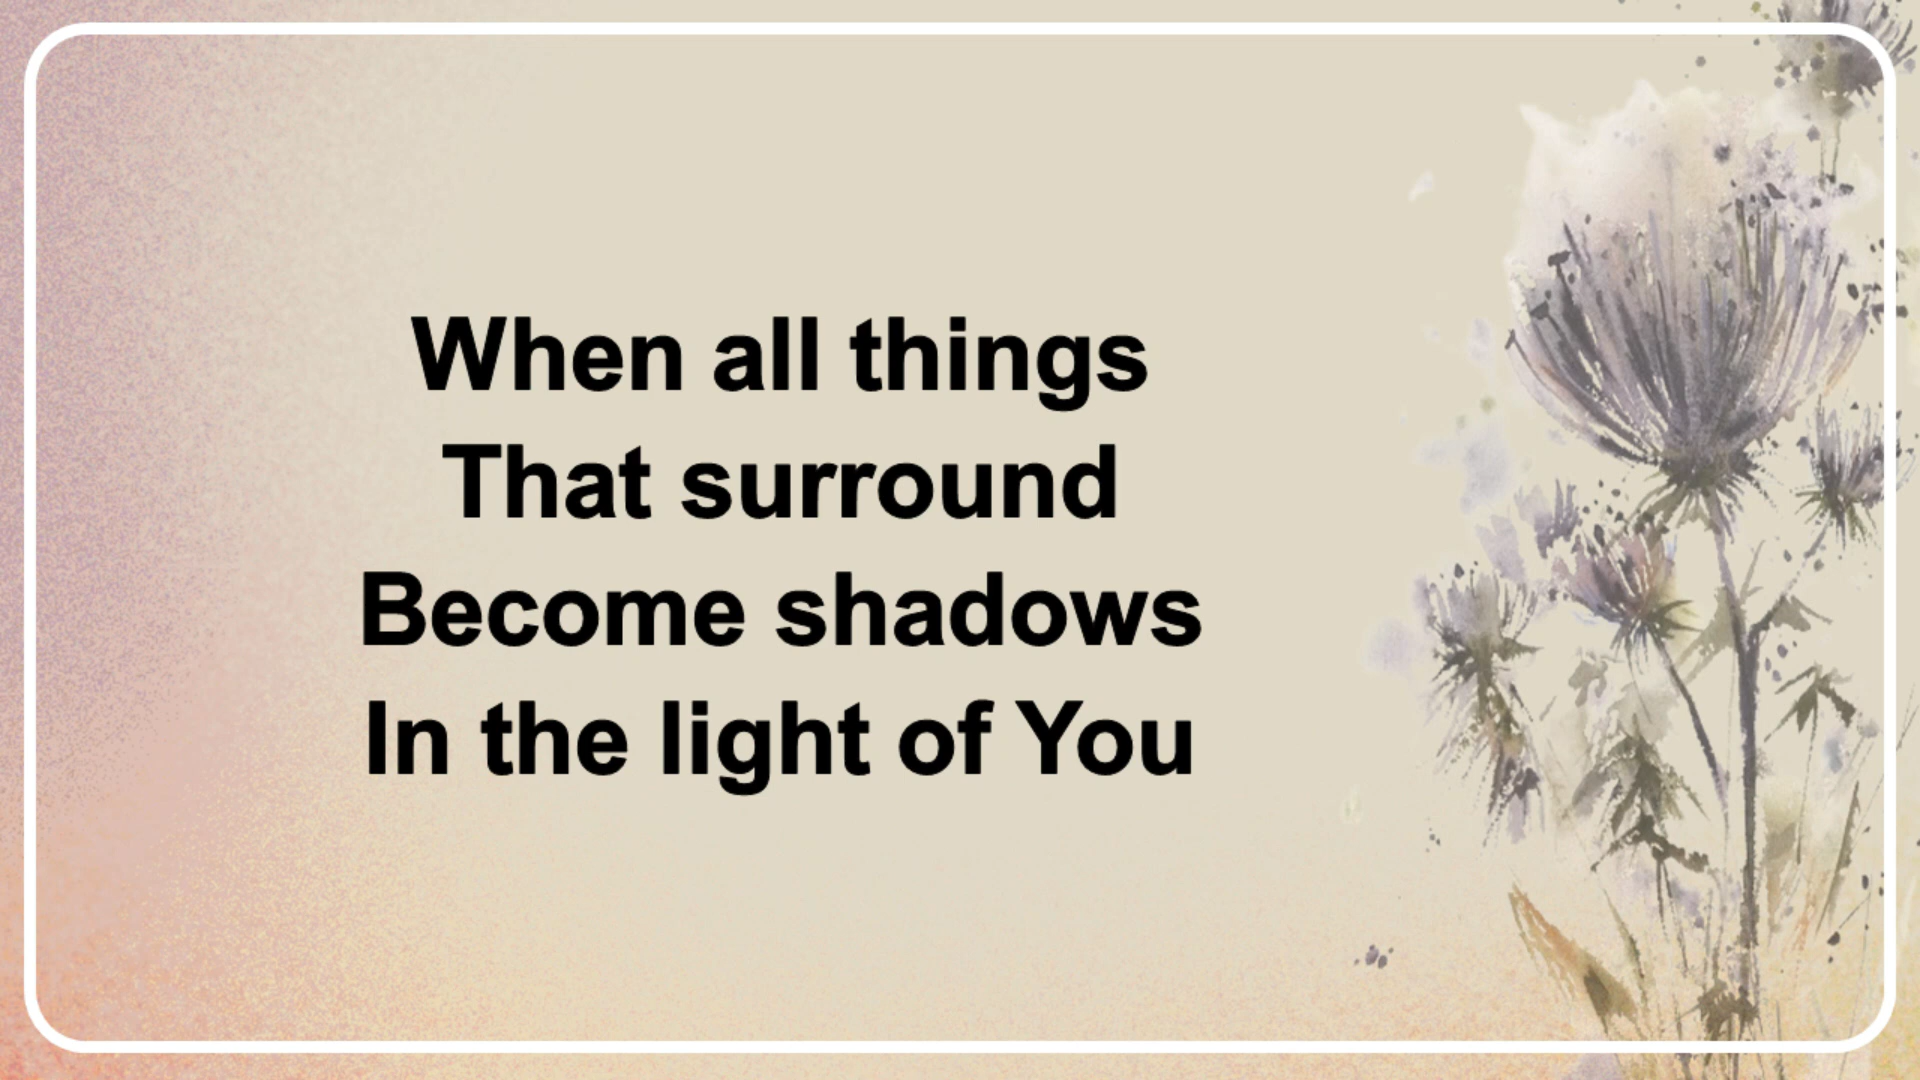 When all things
That surround
Become shadows
In the light of You